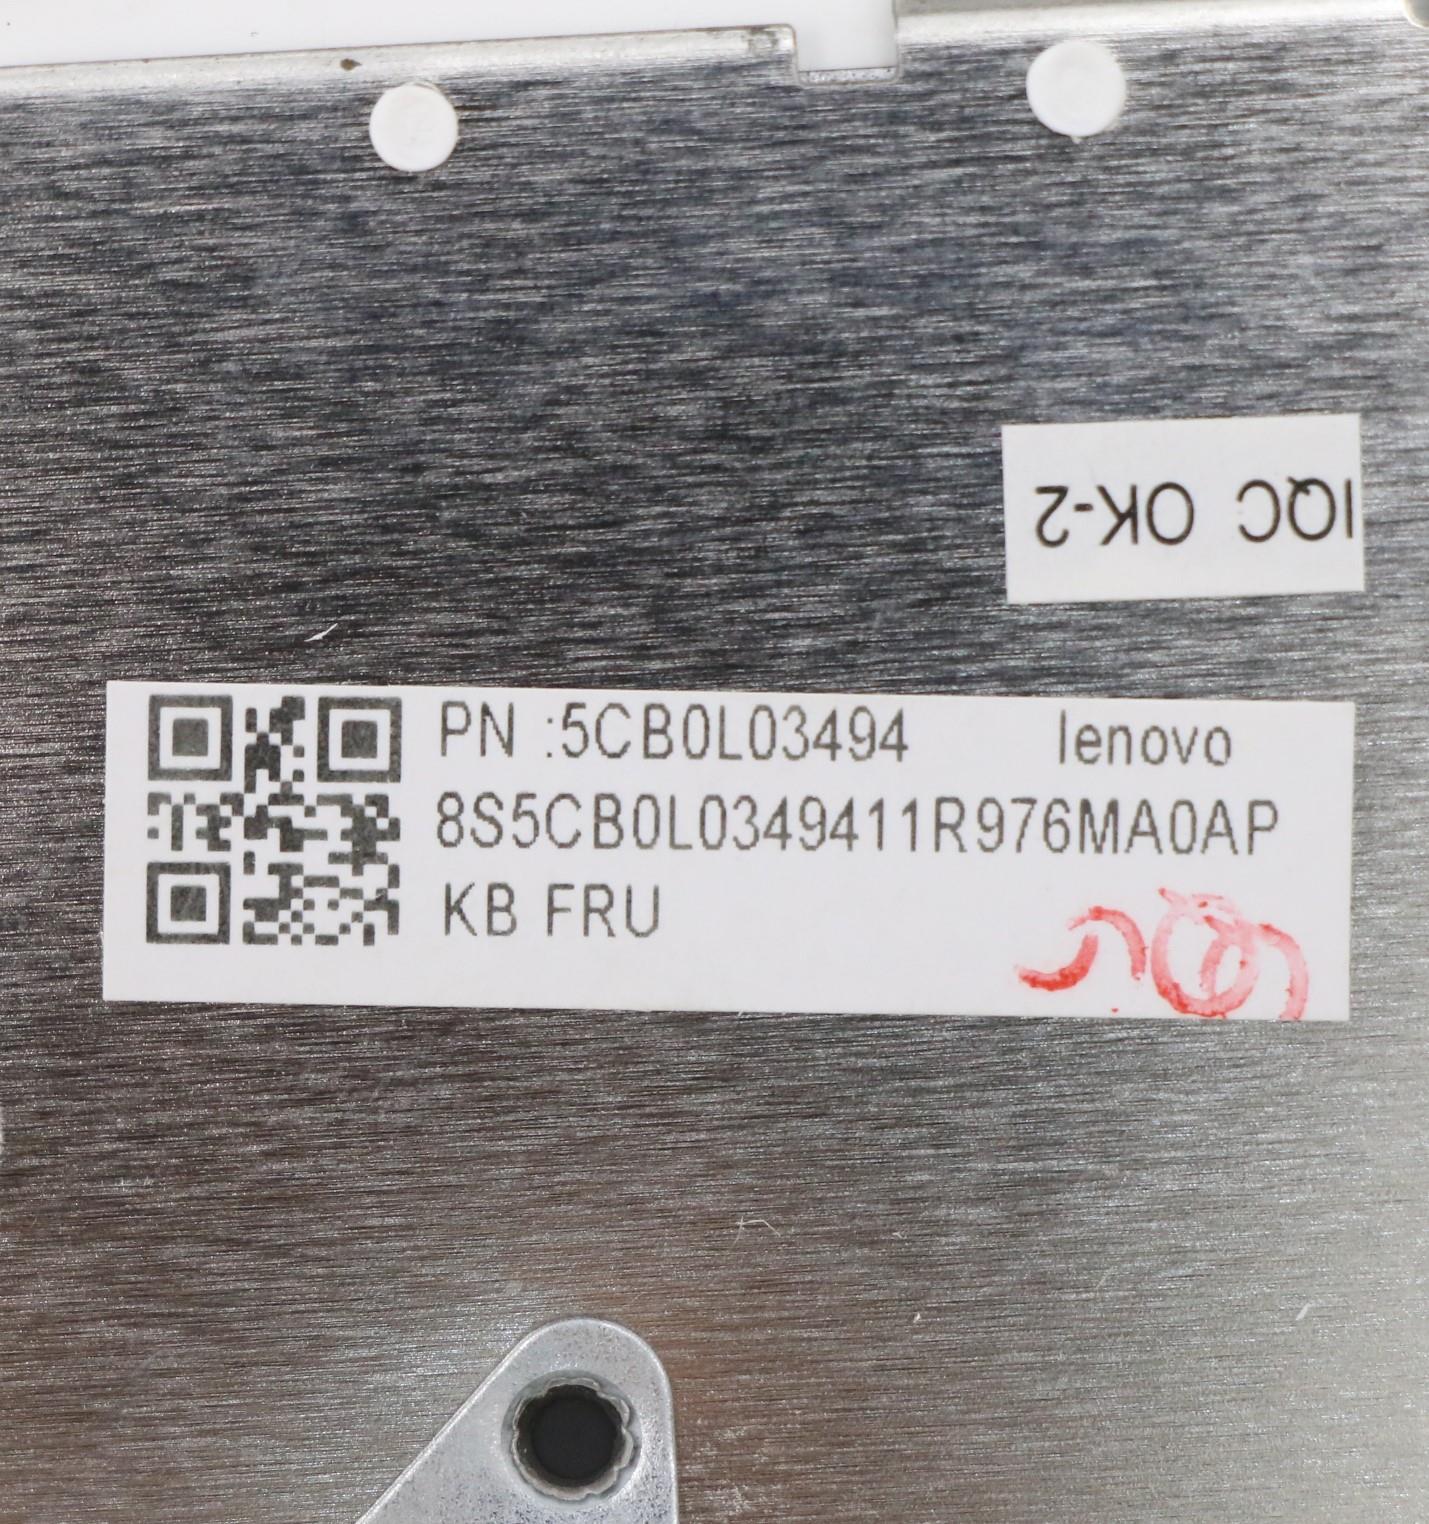 IQC OK-2
PN :5CB0L03494 lenovo
8S5CB0L0349411R976MA0AP
KB FRU